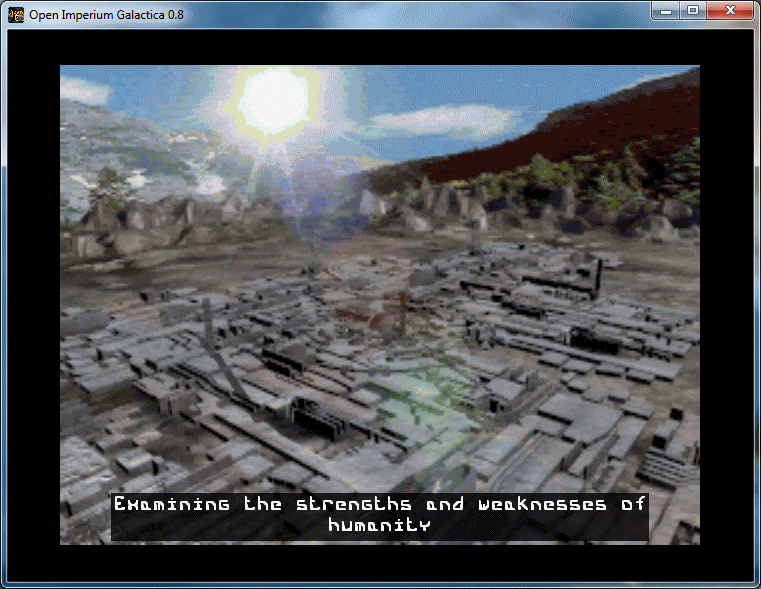 Open Imperium Galactica 0.8
Examining the strengths and weaknesses of
humanity